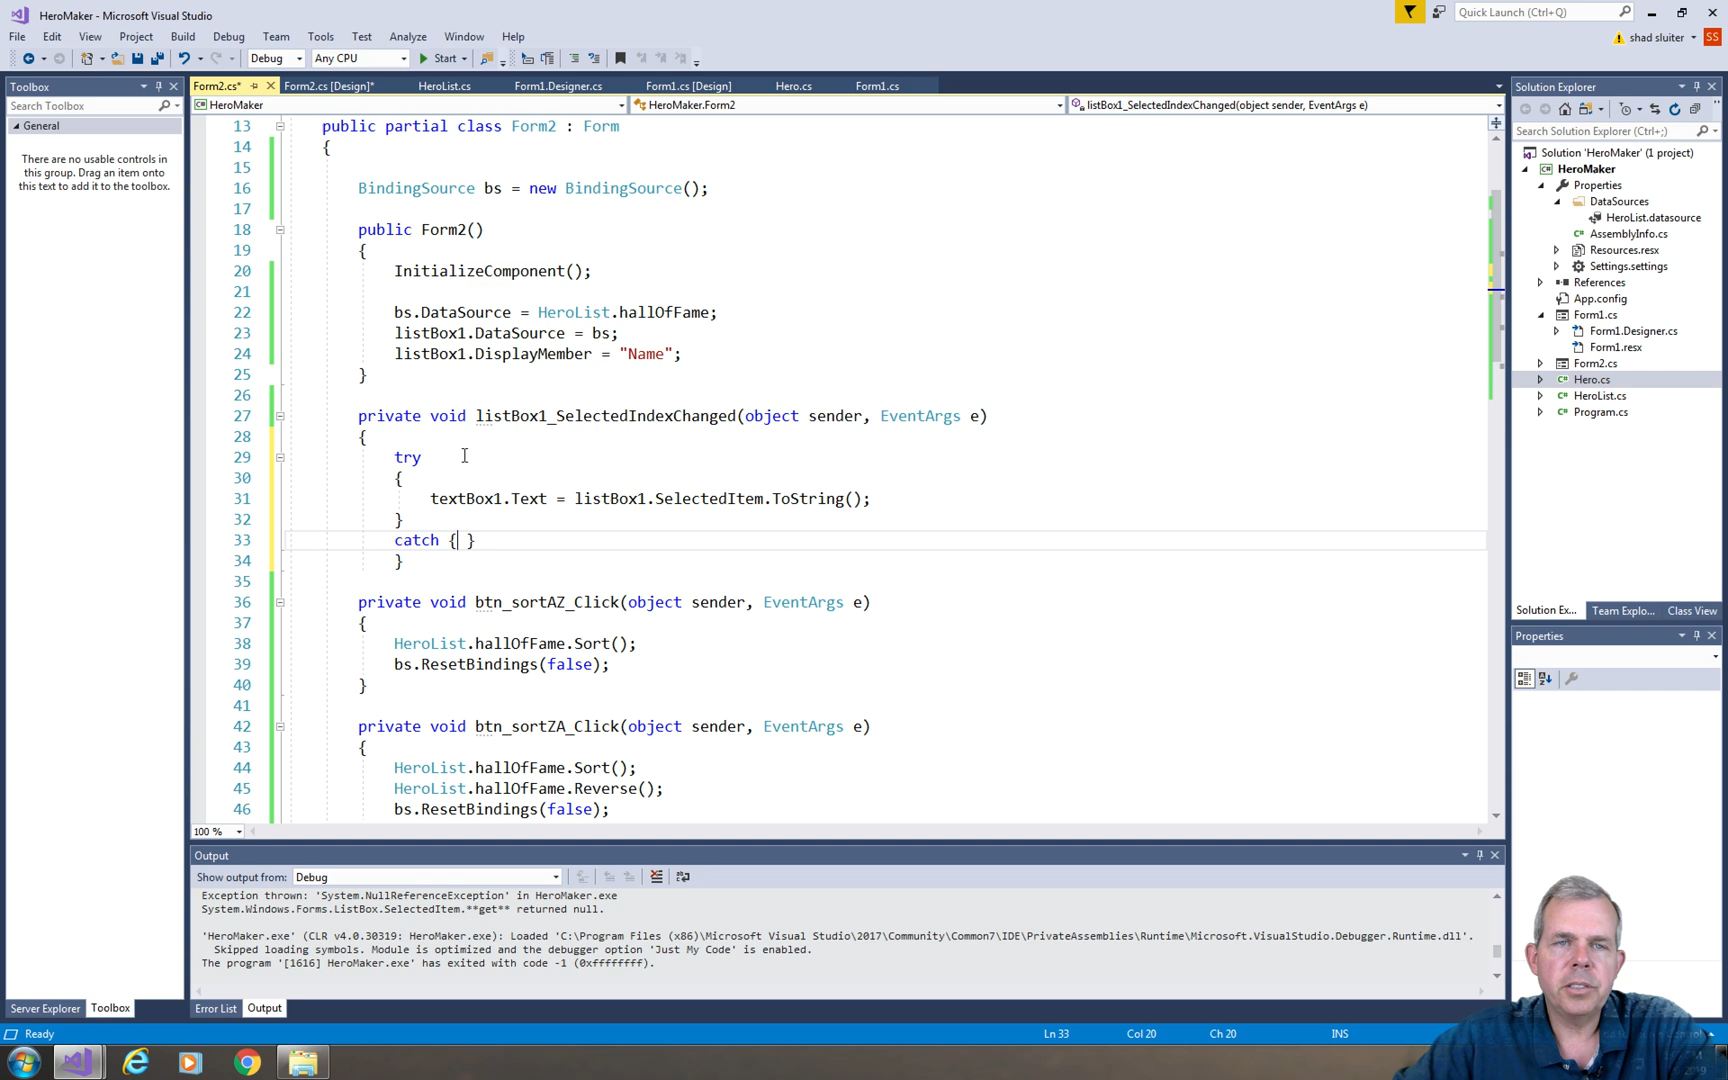 HeroMaker - Microsoft Visual Studio
Quick Launch (Ctrl+Q)
File Edit View Project Build Debug Team Tools Test Analyze Window Help
shad sluiter SS
Debug Any CPU Start
Toolbox
Search Toolbox
General
There are no usable controls in
this group. Drag an item onto
this text to add it to the toolbox.
Form2.cs* Form2.cs [Design]* HeroList.cs Form1.Designer.cs Form1.cs [Design] Hero.cs Form1.cs
HeroMaker HeroMaker.Form2 listBox1_SelectedIndexChanged(object sender, EventArgs e)
13 public partial class Form2 : Form
14 {
15
16 BindingSource bs = new BindingSource();
17
18 public Form2()
19 {
20 InitializeComponent();
21
22 bs.DataSource = HeroList.hallOfFame;
23 listBox1.DataSource = bs;
24 listBox1.DisplayMember = "Name";
25 }
26
27 private void listBox1_SelectedIndexChanged(object sender, EventArgs e)
28 {
29 try
30 {
31 textBox1.Text = listBox1.SelectedItem.ToString();
32 }
33 catch { }
34 }
35
36 private void btn_sortAZ_Click(object sender, EventArgs e)
37 {
38 HeroList.hallOfFame.Sort();
39 bs.ResetBindings(false);
40 }
41
42 private void btn_sortZA_Click(object sender, EventArgs e)
43 {
44 HeroList.hallOfFame.Sort();
45 HeroList.hallOfFame.Reverse();
46 bs.ResetBindings(false);
100 %
Output
Show output from: Debug
Exception thrown: 'System.NullReferenceException' in HeroMaker.exe
System.Windows.Forms.ListBox.SelectedItem.**get** returned null.
'HeroMaker.exe' (CLR v4.0.30319: HeroMaker.exe): Loaded 'C:\Program Files (x86)\Microsoft Visual Studio\2017\Community\Common7\IDE\PrivateAssemblies\Runtime\Microsoft.VisualStudio.Debugger.Runtime.dll'.
Skipped loading symbols. Module is optimized and the debugger option 'Just My Code' is enabled.
The program '[1616] HeroMaker.exe' has exited with code -1 (0xffffffff).
Server Explorer Toolbox Error List Output
Solution Explorer
Search Solution Explorer (Ctrl+;)
Solution 'HeroMaker' (1 project)
HeroMaker
Properties
DataSources
HeroList.datasource
AssemblyInfo.cs
Resources.resx
Settings.settings
References
App.config
Form1.cs
Form1.Designer.cs
Form1.resx
Form2.cs
Hero.cs
HeroList.cs
Program.cs
Solution Ex... Team Explo... Class View
Properties
Ready Ln 33 Col 20 Ch 20 INS